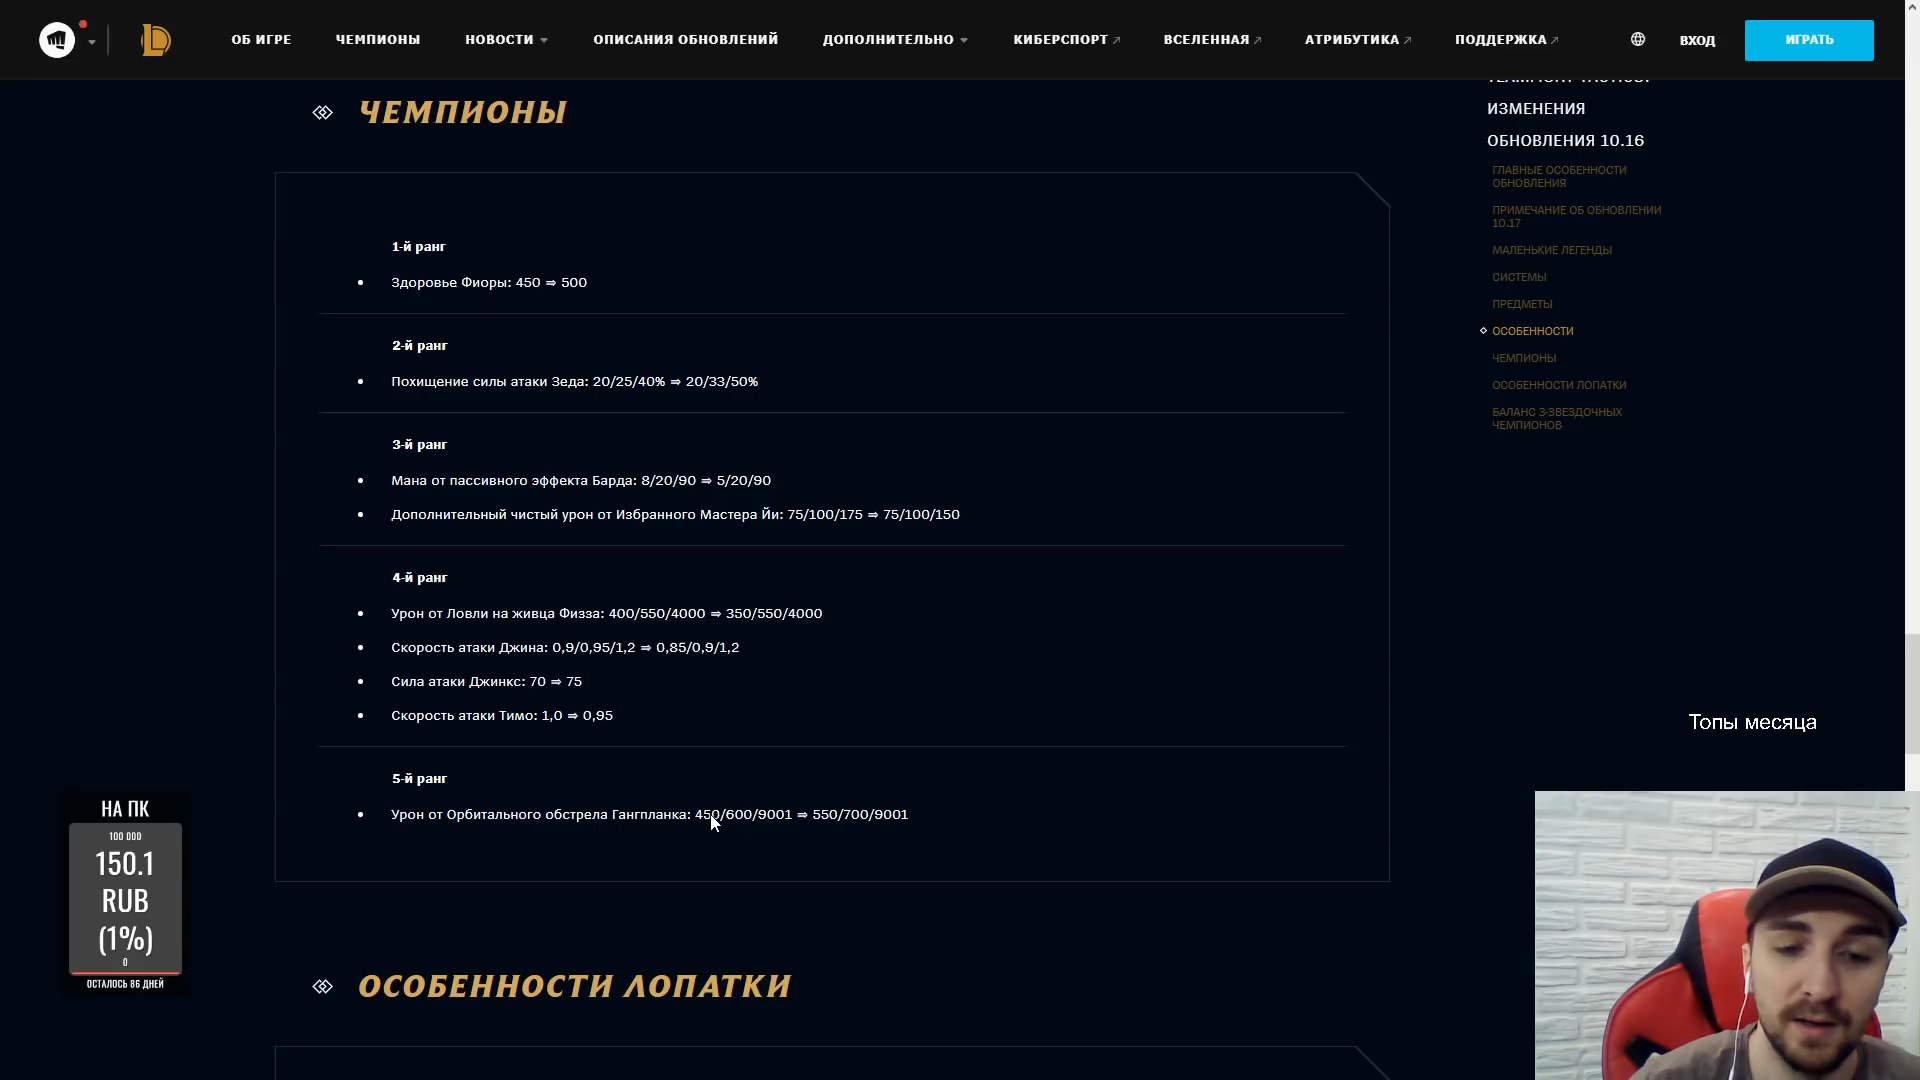 ОБ ИГРЕ ЧЕМПИОНЫ НОВОСТИ ОПИСАНИЯ ОБНОВЛЕНИЙ ДОПОЛНИТЕЛЬНО КИБЕРСПОРТ ВСЕЛЕННАЯ АТРИБУТИКА ПОДДЕРЖКА ВХОД ИГРАТЬ
ЧЕМПИОНЫ
1-й ранг
Здоровье Фиоры: 450 ⇒ 500
2-й ранг
Похищение силы атаки Зеда: 20/25/40% ⇒ 20/33/50%
3-й ранг
Мана от пассивного эффекта Барда: 8/20/90 ⇒ 5/20/90
Дополнительный чистый урон от Избранного Мастера Йи: 75/100/175 ⇒ 75/100/150
4-й ранг
Урон от Ловли на живца Физза: 400/550/4000 ⇒ 350/550/4000
Скорость атаки Джина: 0,9/0,95/1,2 ⇒ 0,85/0,9/1,2
Сила атаки Джинкс: 70 ⇒ 75
Скорость атаки Тимо: 1,0 ⇒ 0,95
5-й ранг
Урон от Орбитального обстрела Гангпланка: 450/600/9001 ⇒ 550/700/9001
ОСОБЕННОСТИ ЛОПАТКИ
TEAMFIGHT TACTICS:
ИЗМЕНЕНИЯ
ОБНОВЛЕНИЯ 10.16
ГЛАВНЫЕ ОСОБЕННОСТИ
ОБНОВЛЕНИЯ
ПРИМЕЧАНИЕ ОБ ОБНОВЛЕНИИ
10.17
МАЛЕНЬКИЕ ЛЕГЕНДЫ
СИСТЕМЫ
ПРЕДМЕТЫ
ОСОБЕННОСТИ
ЧЕМПИОНЫ
ОСОБЕННОСТИ ЛОПАТКИ
БАЛАНС 3-ЗВЕЗДОЧНЫХ
ЧЕМПИОНОВ
Топы месяца
НА ПК
100 000
150.1
RUB
(1%)
0
ОСТАЛОСЬ 86 ДНЕЙ